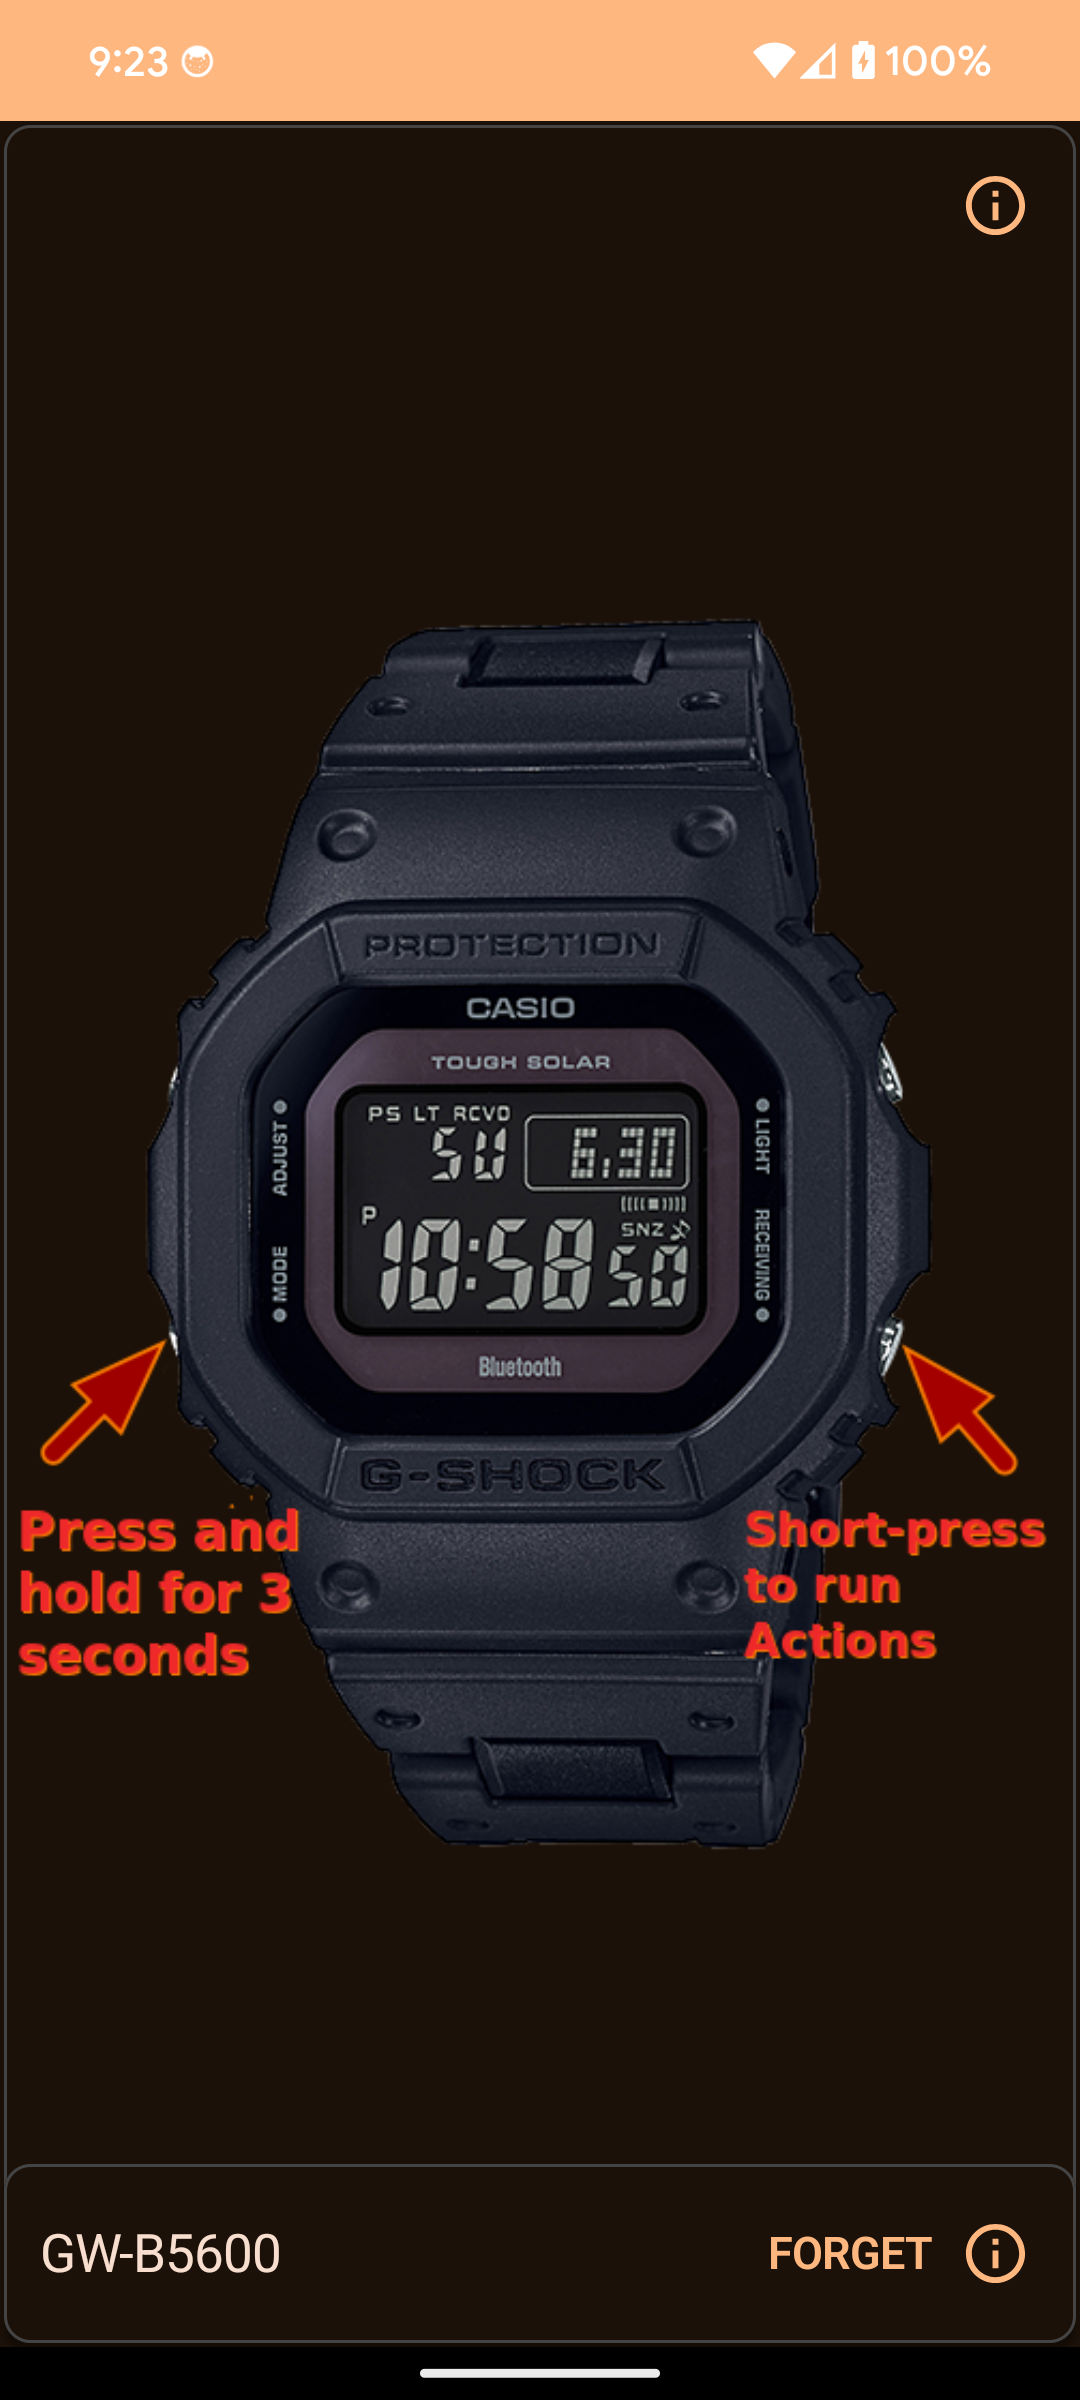 9:23
100%
PROTECTION
CASIO
TOUGH SOLAR
PS LT RCVD
SU 6.30
P 10:58 50
SNZ
ADJUST
MODE
LIGHT
RECEIVING
Bluetooth
G-SHOCK
Press and
hold for 3
seconds
Short-press
to run
Actions
GW-B5600
FORGET